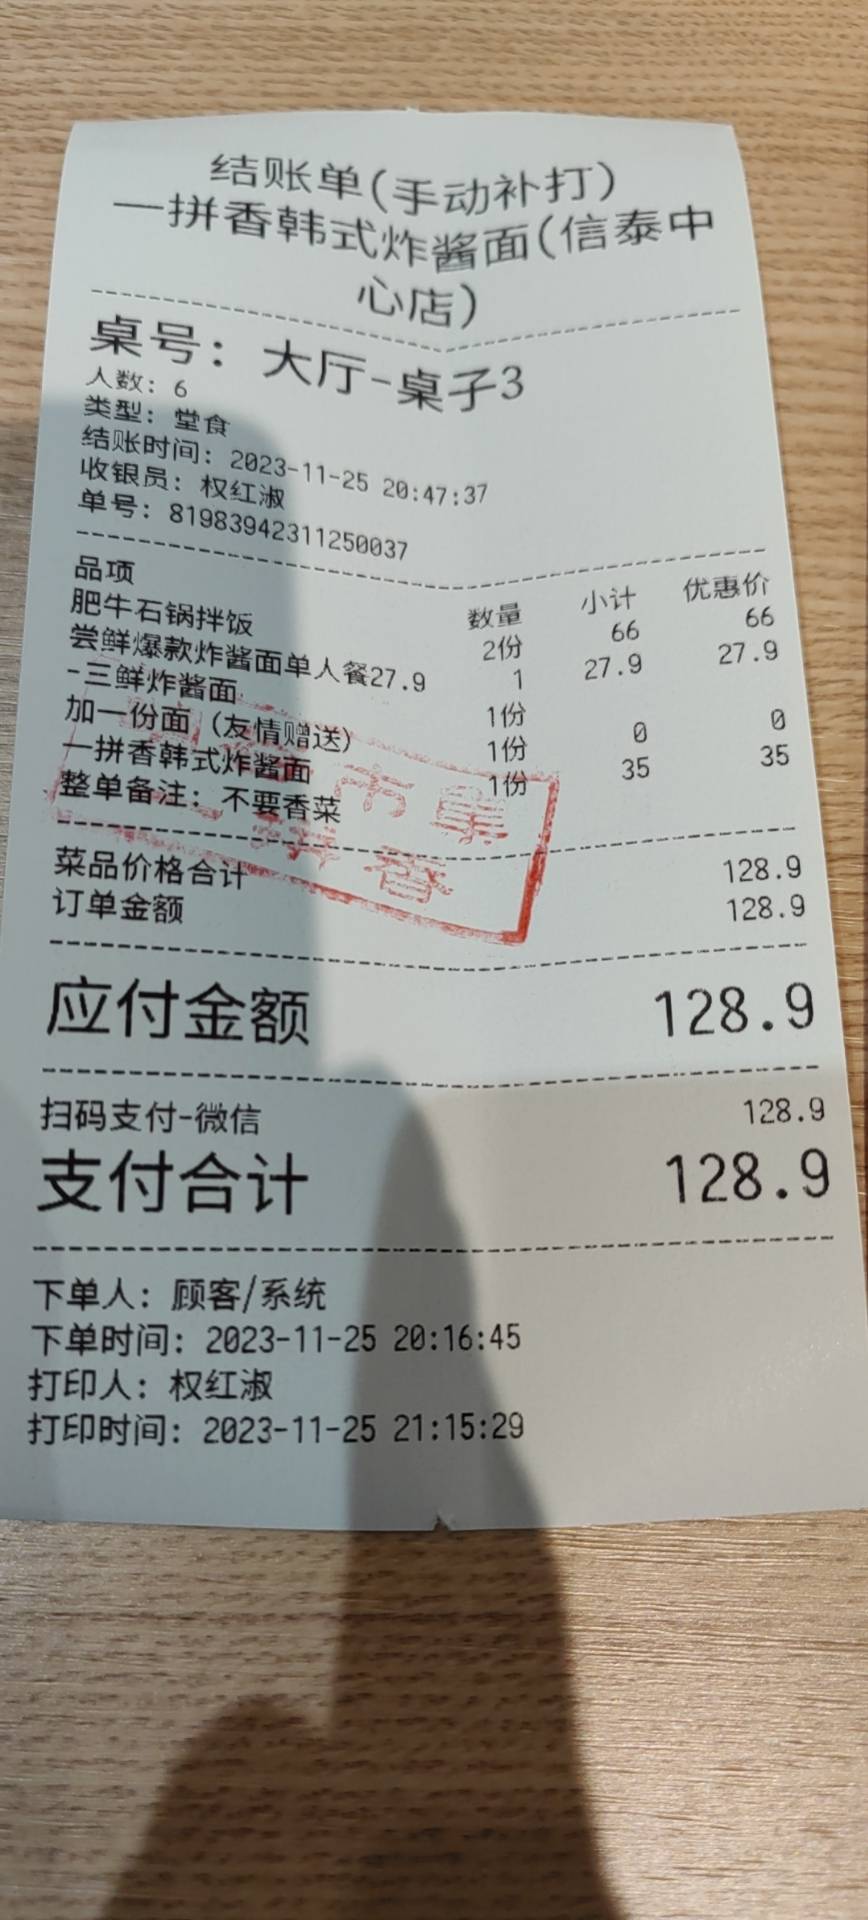 结账单(手动补打)
一拼香韩式炸酱面(信泰中
心店)
桌号: 大厅-桌子3
人数: 6
类型: 堂食
结账时间: 2023-11-25 20:47:37
收银员: 权红淑
单号: 81983942311250037
品项 数量 小计 优惠价
肥牛石锅拌饭 2份 66 66
尝鲜爆款炸酱面单人餐27.9 1 27.9 27.9
-三鲜炸酱面 1份
加一份面 (友情赠送) 1份 0 0
一拼香韩式炸酱面 1份 35 35
整单备注: 不要香菜
菜品价格合计 128.9
订单金额 128.9
应付金额 128.9
扫码支付-微信 128.9
支付合计 128.9
下单人: 顾客/系统
下单时间: 2023-11-25 20:16:45
打印人: 权红淑
打印时间: 2023-11-25 21:15:29